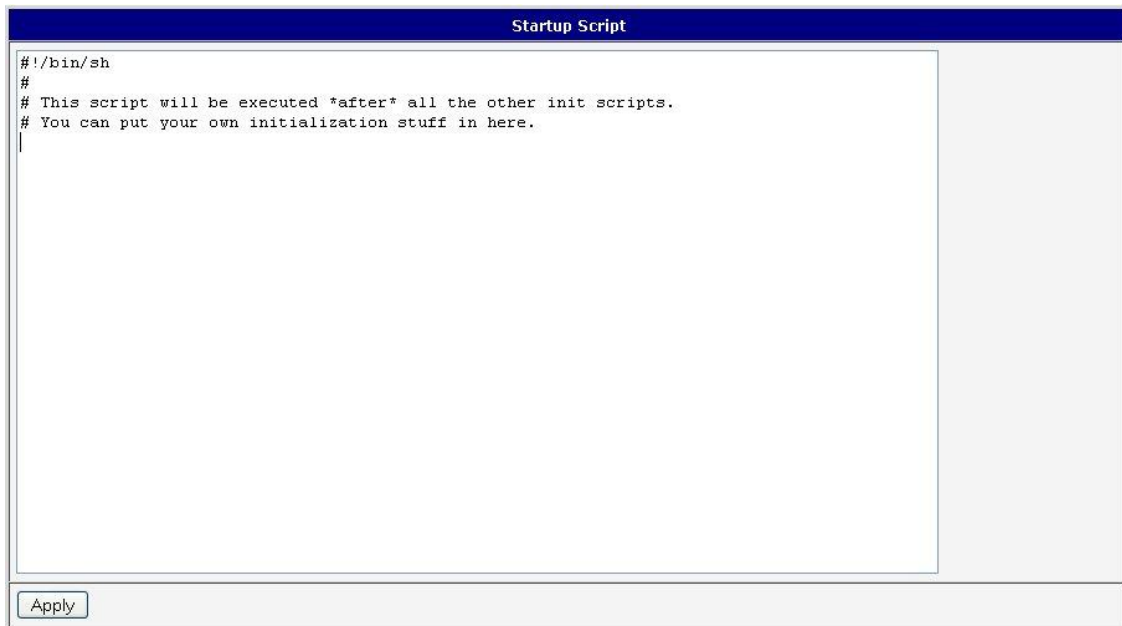 Startup Script
#!/bin/sh
#
# This script will be executed *after* all the other init scripts.
# You can put your own initialization stuff in here.
Apply